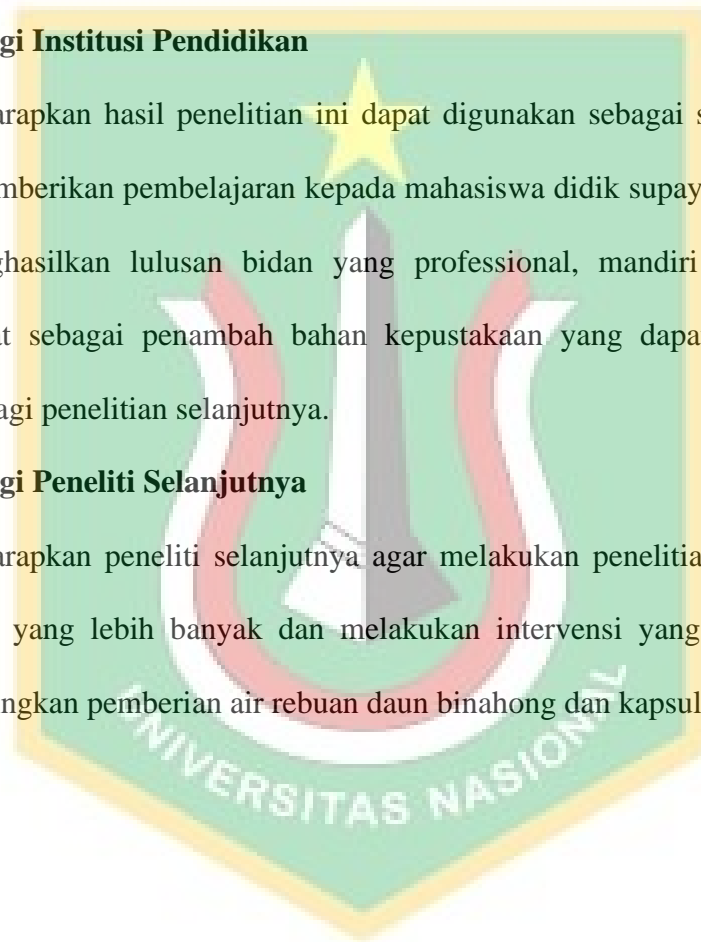 gi Institusi Pendidikan
arapkan hasil penelitian ini dapat digunakan sebagai s
mberikan pembelajaran kepada mahasiswa didik supay
ghasilkan lulusan bidan yang professional, mandiri
at sebagai penambah bahan kepustakaan yang dapa
agi penelitian selanjutnya.
gi Peneliti Selanjutnya
arapkan peneliti selanjutnya agar melakukan penelitia
yang lebih banyak dan melakukan intervensi yang
ngkan pemberian air rebuan daun binahong dan kapsul
UNIVERSITAS NASIONAL